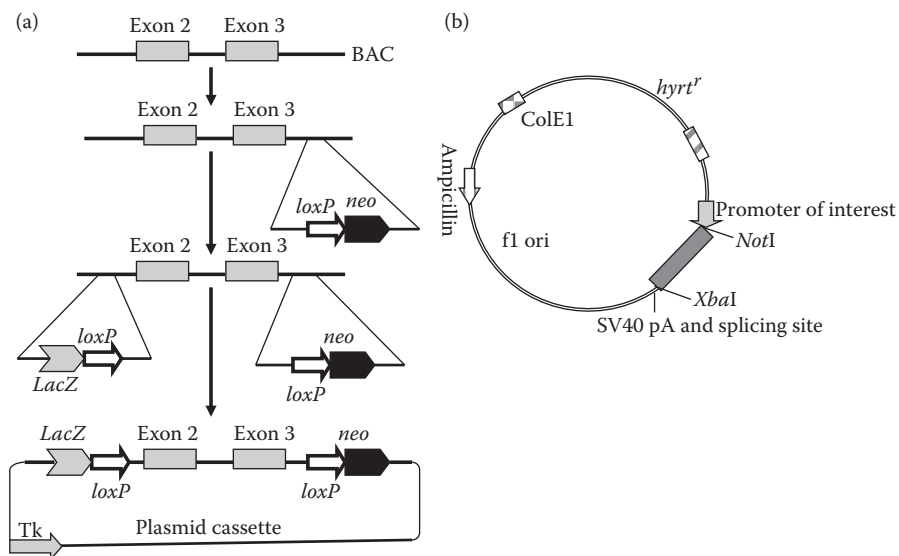 (a)
Exon 2 Exon 3
BAC
Exon 2 Exon 3
loxP neo
Exon 2 Exon 3
loxP
LacZ
neo
loxP
LacZ Exon 2 Exon 3 neo
loxP loxP
Tk Plasmid cassette
(b)
hyrtʳ
ColE1
Ampicillin
Promoter of interest
NotI
f1 ori
XbaI
SV40 pA and splicing site